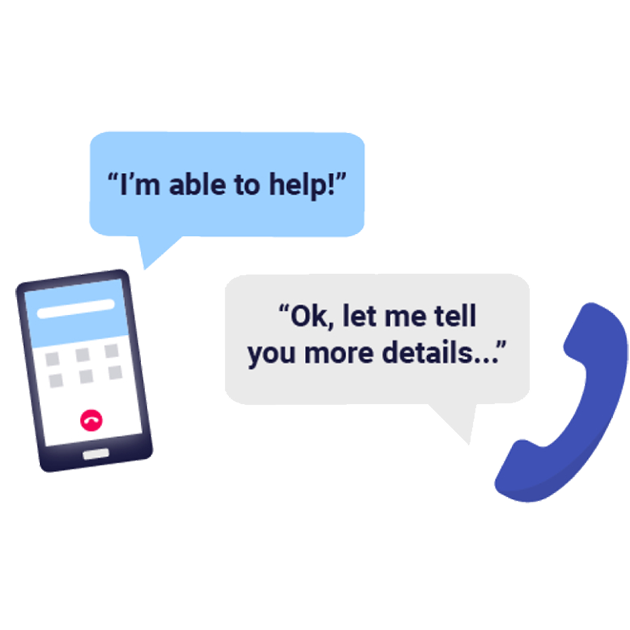 “I’m able to help!”
“Ok, let me tell
you more details...”